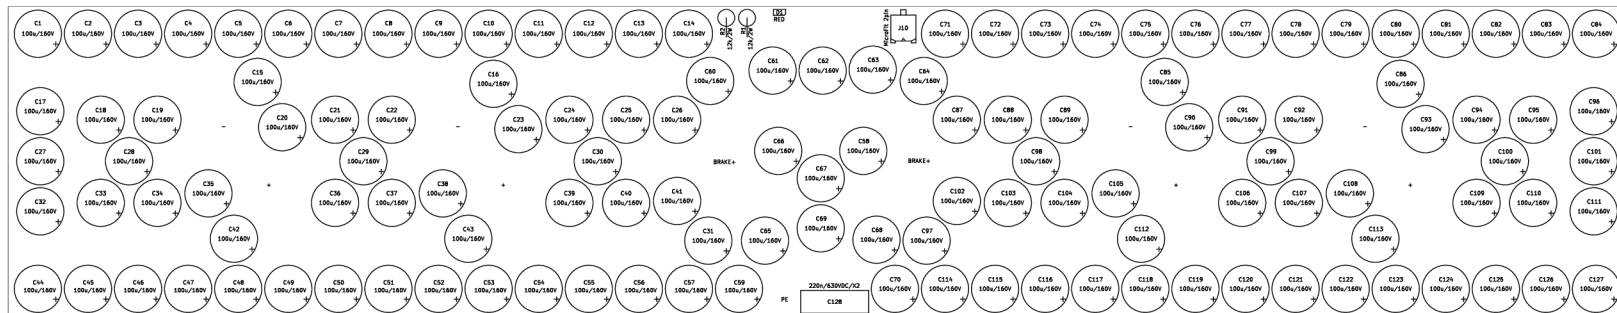 C1
100u/160V
+
C2
100u/160V
+
C3
100u/160V
+
C4
100u/160V
+
C5
100u/160V
+
C6
100u/160V
+
C7
100u/160V
+
C8
100u/160V
+
C9
100u/160V
+
C10
100u/160V
+
C11
100u/160V
+
C12
100u/160V
+
C13
100u/160V
+
C14
100u/160V
+
R2
12k/2W
R1
12k/2W
D1
RED
MicroFit 2pin
J10
C71
100u/160V
+
C72
100u/160V
+
C73
100u/160V
+
C74
100u/160V
+
C75
100u/160V
+
C76
100u/160V
+
C77
100u/160V
+
C78
100u/160V
+
C79
100u/160V
+
C80
100u/160V
+
C81
100u/160V
+
C82
100u/160V
+
C83
100u/160V
+
C84
100u/160V
+
C15
100u/160V
+
C16
100u/160V
+
C60
100u/160V
+
C61
100u/160V
+
C62
100u/160V
+
C63
100u/160V
+
C64
100u/160V
+
C85
100u/160V
+
C86
100u/160V
+
C17
100u/160V
+
C18
100u/160V
+
C19
100u/160V
+
-
C20
100u/160V
+
C21
100u/160V
+
C22
100u/160V
+
-
C23
100u/160V
+
C24
100u/160V
+
C25
100u/160V
+
C26
100u/160V
+
C87
100u/160V
+
C88
100u/160V
+
C89
100u/160V
+
-
C90
100u/160V
+
C91
100u/160V
+
C92
100u/160V
+
-
C93
100u/160V
+
C94
100u/160V
+
C95
100u/160V
+
C96
100u/160V
+
C27
100u/160V
+
C28
100u/160V
+
C29
100u/160V
+
C30
100u/160V
+
BRAKE+
C66
100u/160V
+
C67
100u/160V
+
C58
100u/160V
+
BRAKE+
C98
100u/160V
+
C99
100u/160V
+
C100
100u/160V
+
C101
100u/160V
+
C32
100u/160V
+
C33
100u/160V
+
C34
100u/160V
+
C35
100u/160V
+
+
C36
100u/160V
+
C37
100u/160V
+
C38
100u/160V
+
+
C39
100u/160V
+
C40
100u/160V
+
C41
100u/160V
+
C102
100u/160V
+
C103
100u/160V
+
C104
100u/160V
+
C105
100u/160V
+
+
C106
100u/160V
+
C107
100u/160V
+
C108
100u/160V
+
+
C109
100u/160V
+
C110
100u/160V
+
C111
100u/160V
+
C42
100u/160V
+
C43
100u/160V
+
C31
100u/160V
+
C65
100u/160V
+
C69
100u/160V
+
C68
100u/160V
+
C97
100u/160V
+
C112
100u/160V
+
C113
100u/160V
+
C44
100u/160V
+
C45
100u/160V
+
C46
100u/160V
+
C47
100u/160V
+
C48
100u/160V
+
C49
100u/160V
+
C50
100u/160V
+
C51
100u/160V
+
C52
100u/160V
+
C53
100u/160V
+
C54
100u/160V
+
C55
100u/160V
+
C56
100u/160V
+
C57
100u/160V
+
C59
100u/160V
+
PE
220n/630VDC/X2
C128
C70
100u/160V
+
C114
100u/160V
+
C115
100u/160V
+
C116
100u/160V
+
C117
100u/160V
+
C118
100u/160V
+
C119
100u/160V
+
C120
100u/160V
+
C121
100u/160V
+
C122
100u/160V
+
C123
100u/160V
+
C124
100u/160V
+
C125
100u/160V
+
C126
100u/160V
+
C127
100u/160V
+